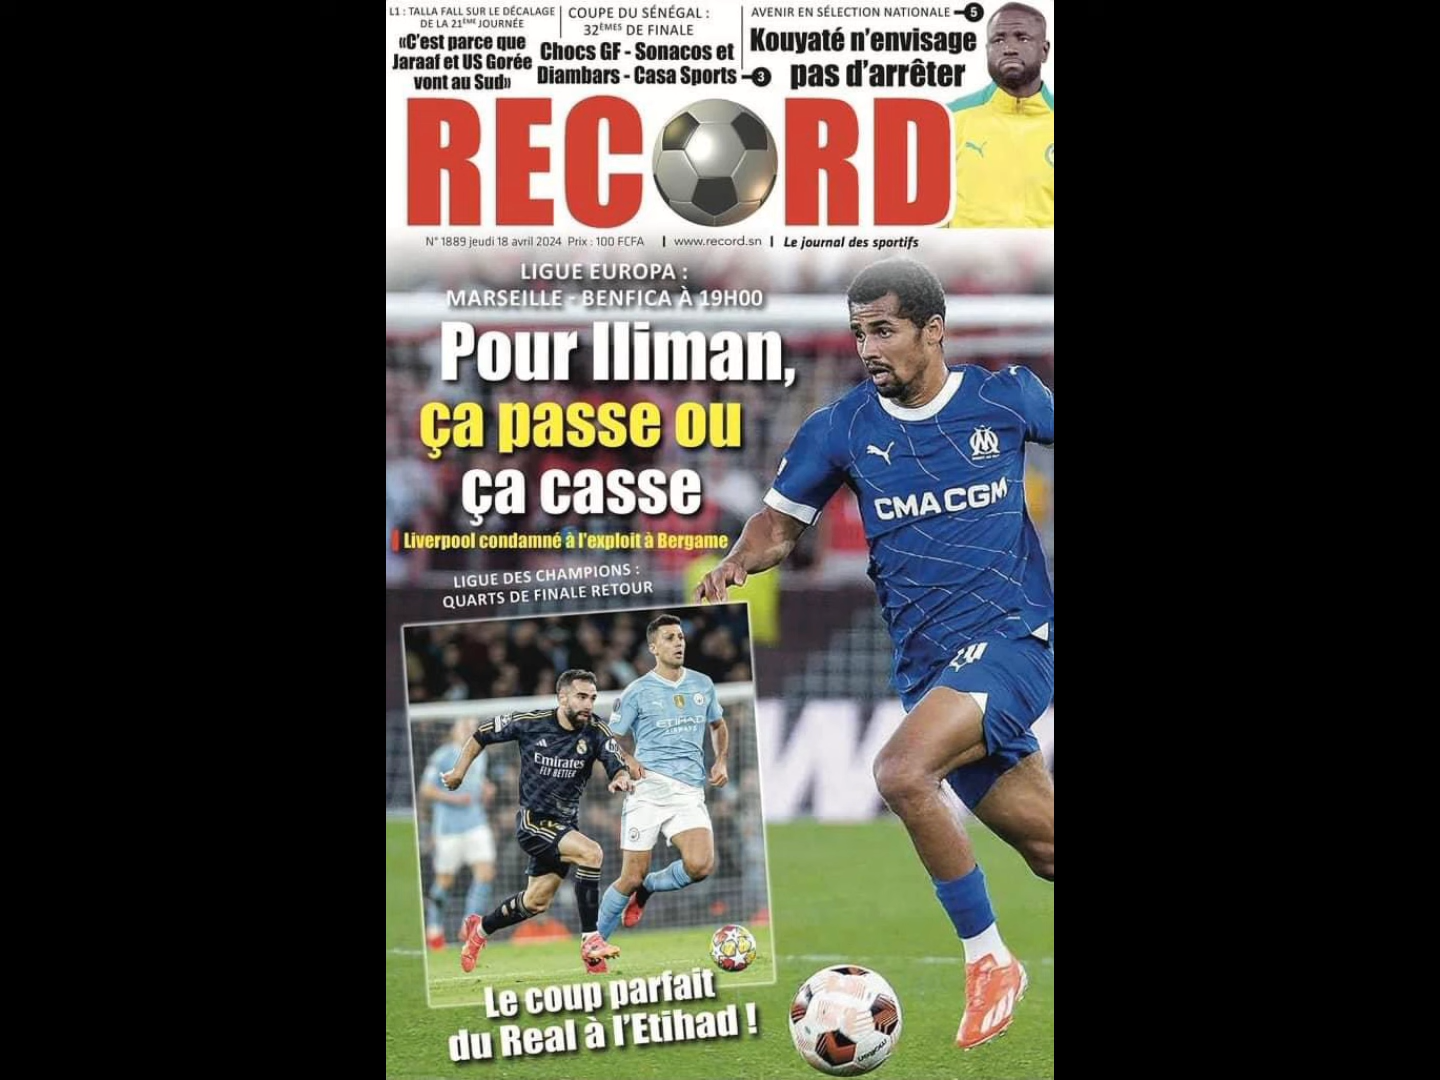 L1 : TALLA FALL SUR LE DÉCALAGE
DE LA 21ÈME JOURNÉE
«C'est parce que
Jaraaf et US Gorée
vont au Sud»
COUPE DU SÉNÉGAL :
32ÈMES DE FINALE
Chocs GF - Sonacos et
Diambars - Casa Sports 3
AVENIR EN SÉLECTION NATIONALE 5
Kouyaté n'envisage
pas d'arrêter
RECORD
N° 1889 jeudi 18 avril 2024 Prix : 100 FCFA | www.record.sn | Le journal des sportifs
LIGUE EUROPA :
MARSEILLE - BENFICA À 19H00
Pour Iliman,
ça passe ou
ça casse
Liverpool condamné à l'exploit à Bergame
LIGUE DES CHAMPIONS :
QUARTS DE FINALE RETOUR
CMA CGM
Emirates
FLY BETTER
ETIHAD
AIRWAYS
Le coup parfait
du Real à l'Etihad !